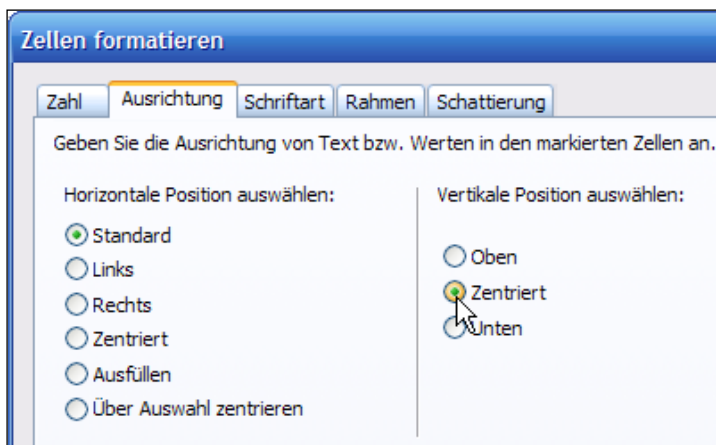 Zellen formatieren
Zahl Ausrichtung Schriftart Rahmen Schattierung
Geben Sie die Ausrichtung von Text bzw. Werten in den markierten Zellen an.
Horizontale Position auswählen:
Standard
Links
Rechts
Zentriert
Ausfüllen
Über Auswahl zentrieren
Vertikale Position auswählen:
Oben
Zentriert
Unten